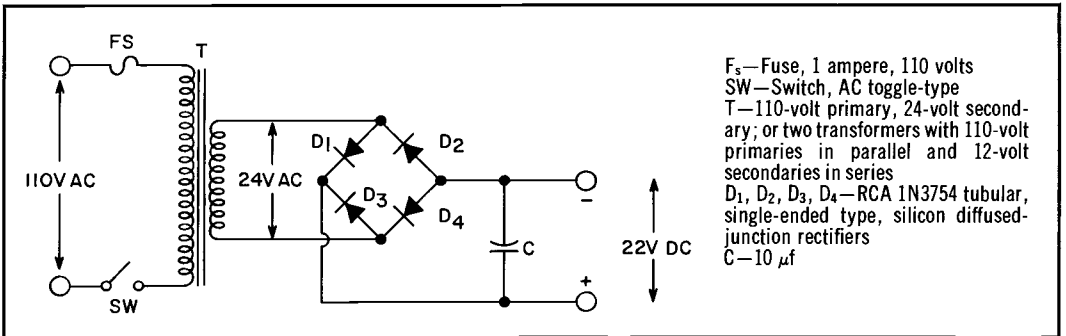 FS
T
110V AC
24V AC
D1
D2
D3
D4
C
22V DC
-
+
SW
Fs—Fuse, 1 ampere, 110 volts
SW—Switch, AC toggle-type
T—110-volt primary, 24-volt second-
ary; or two transformers with 110-volt
primaries in parallel and 12-volt
secondaries in series
D1, D2, D3, D4—RCA 1N3754 tubular,
single-ended type, silicon diffused-
junction rectifiers
C—10 μf